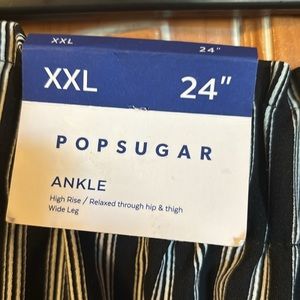 XXL 24"
XXL 24"
POPSUGAR
ANKLE
High Rise / Relaxed through hip & thigh
Wide Leg